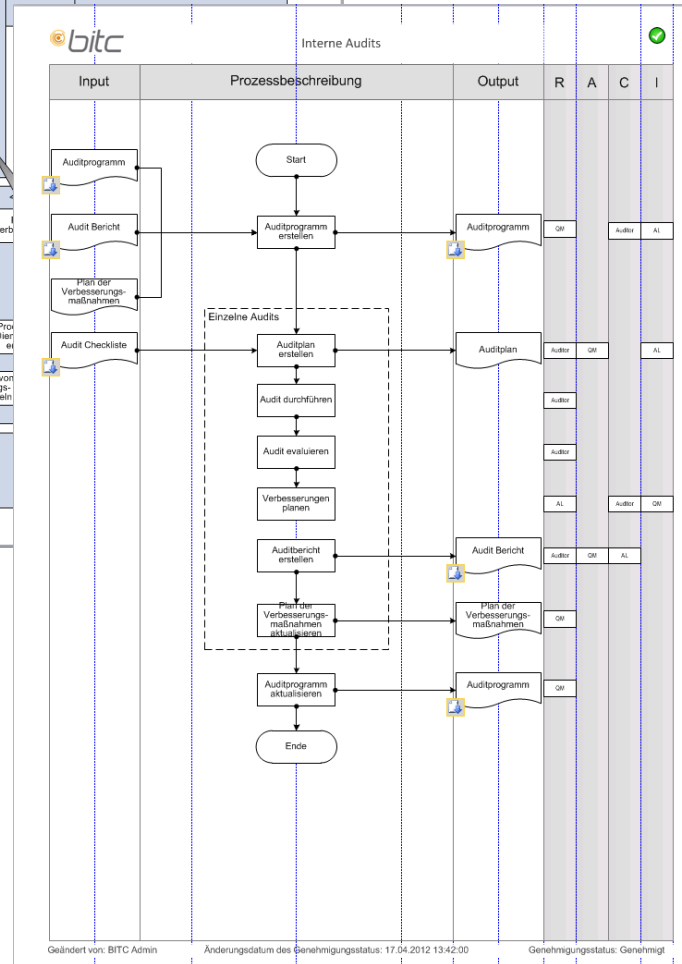 bitc
Interne Audits
Input
Prozessbeschreibung
Output
R
A
C
I
Auditprogramm
Start
Audit Bericht
Auditprogramm
erstellen
Auditprogramm
QM
Auditor
AL
Plan der
Verbesserungs-
maßnahmen
Einzelne Audits
Audit Checkliste
Auditplan
erstellen
Auditplan
Auditor
QM
AL
Audit durchführen
Auditor
Audit evaluieren
Auditor
Verbesserungen
planen
AL
Auditor
QM
Auditbericht
erstellen
Audit Bericht
Auditor
QM
AL
Plan der
Verbesserungs-
maßnahmen
aktualisieren
Plan der
Verbesserungs-
maßnahmen
QM
Auditprogramm
aktualisieren
Auditprogramm
QM
Ende
Geändert von: BITC Admin
Änderungsdatum des Genehmigungsstatus: 17.04.2012 13:42:00
Genehmigungsstatus: Genehmigt